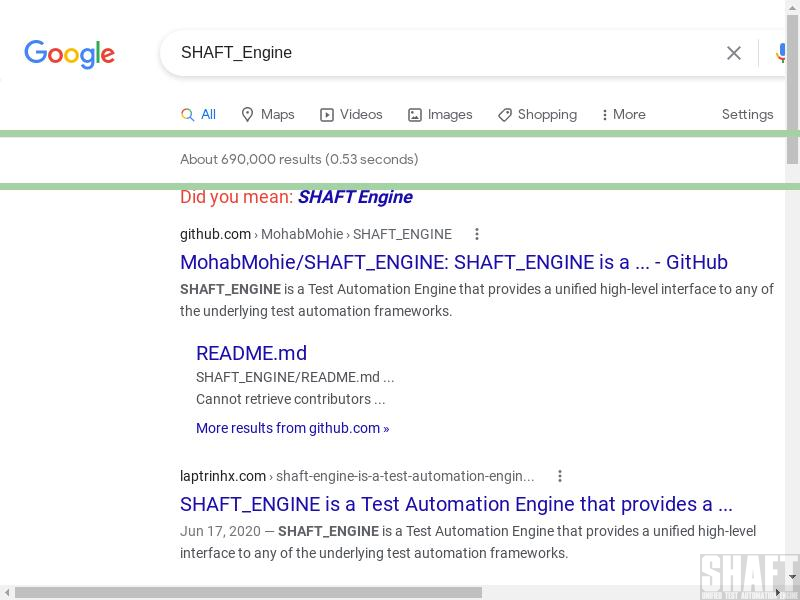 Google
SHAFT_Engine
All Maps Videos Images Shopping More Settings
About 690,000 results (0.53 seconds)
Did you mean: SHAFT Engine
github.com › MohabMohie › SHAFT_ENGINE
MohabMohie/SHAFT_ENGINE: SHAFT_ENGINE is a ... - GitHub
SHAFT_ENGINE is a Test Automation Engine that provides a unified high-level interface to any of
the underlying test automation frameworks.
README.md
SHAFT_ENGINE/README.md ...
Cannot retrieve contributors ...
More results from github.com »
laptrinhx.com › shaft-engine-is-a-test-automation-engin...
SHAFT_ENGINE is a Test Automation Engine that provides a ...
Jun 17, 2020 — SHAFT_ENGINE is a Test Automation Engine that provides a unified high-level
interface to any of the underlying test automation frameworks.
SHAFT
UNIFIED TEST AUTOMATION ENGINE